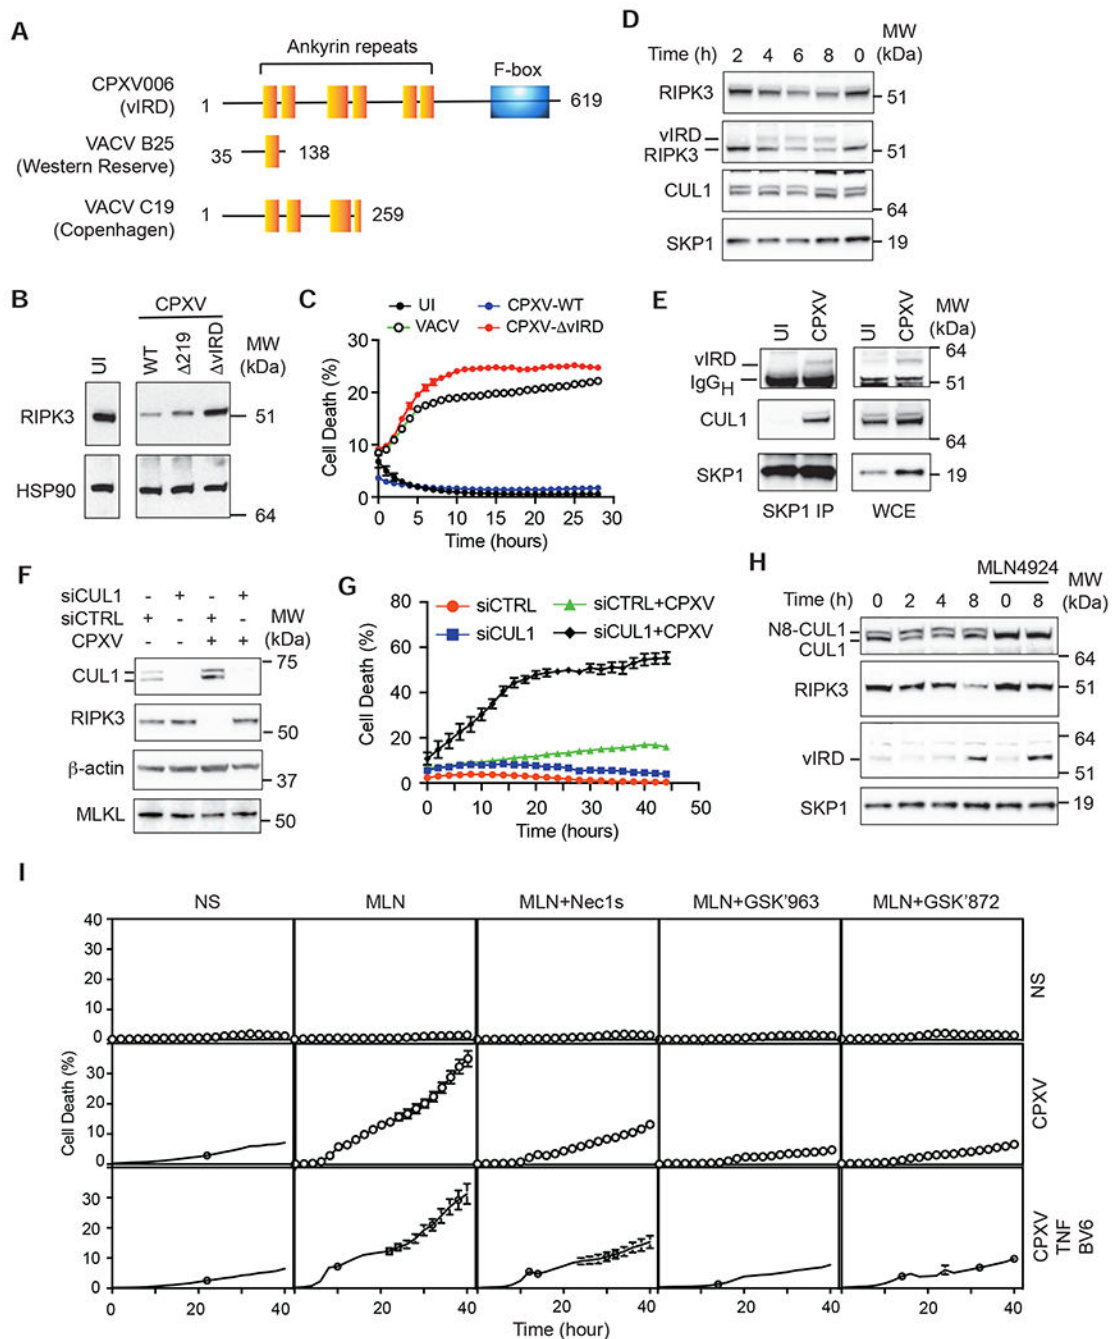 A
Ankyrin repeats
CPXV006
(vIRD)
1
F-box
619
VACV B25
(Western Reserve)
35
138
VACV C19
(Copenhagen)
1
259
D
MW
(kDa)
Time (h) 2 4 6 8 0
RIPK3
51
vIRD
RIPK3
51
CUL1
64
SKP1
19
B
CPXV
UI
WT
Δ219
ΔvIRD
MW
(kDa)
RIPK3
51
HSP90
64
C
UI
CPXV-WT
VACV
CPXV-ΔvIRD
Cell Death (%)
30
20
10
0
0 5 10 15 20 25 30
Time (hours)
E
UI
CPXV
UI
CPXV
MW
(kDa)
vIRD
IgGH
64
51
CUL1
64
SKP1
19
SKP1 IP
WCE
F
siCUL1 - + - +
siCTRL + - + -
CPXV - - + +
MW
(kDa)
CUL1
75
RIPK3
50
β-actin
37
MLKL
50
G
siCTRL
siCTRL+CPXV
siCUL1
siCUL1+CPXV
Cell Death (%)
80
60
40
20
0
0 10 20 30 40 50
Time (hours)
H
MLN4924
MW
(kDa)
Time (h) 0 2 4 8 0 8
N8-CUL1
CUL1
64
RIPK3
51
vIRD
64
51
SKP1
19
I
NS
MLN
MLN+Nec1s
MLN+GSK'963
MLN+GSK'872
Cell Death (%)
40
30
20
10
0
NS
30
20
10
0
CPXV
30
20
10
0
CPXV
TNF
BV6
0 20 40 20 40 20 40 20 40 20 40
Time (hour)